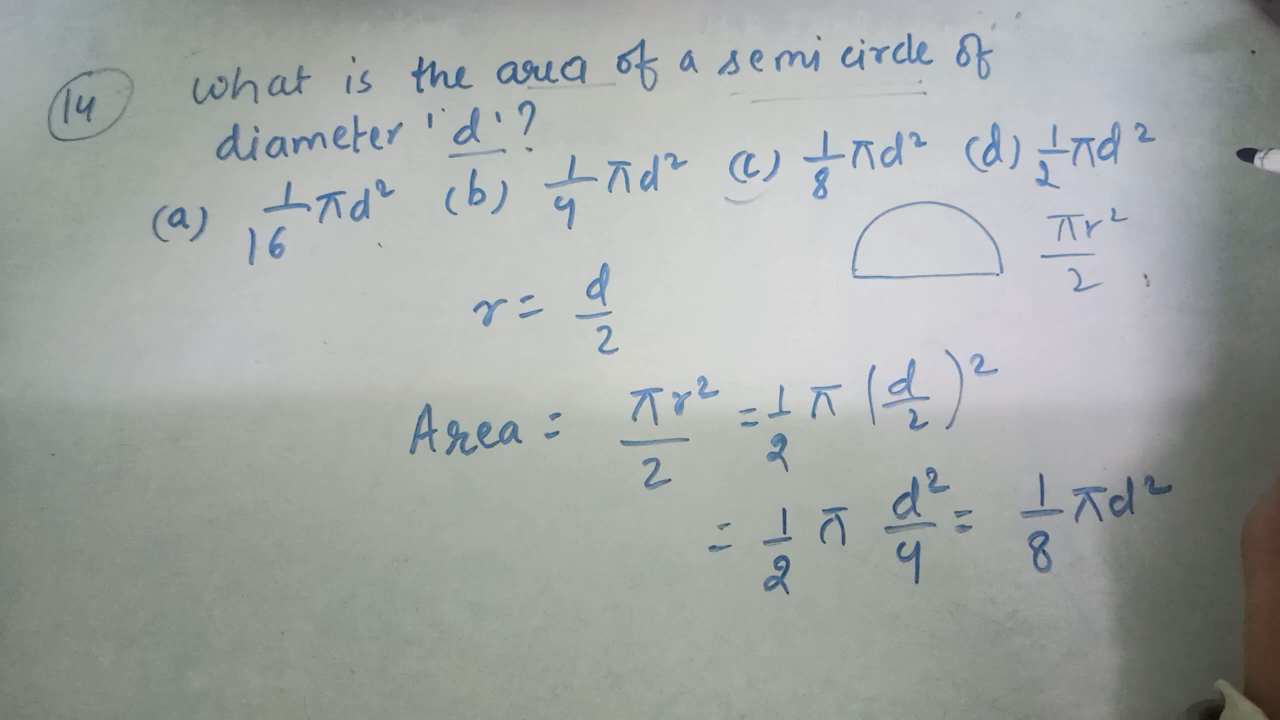 14 What is the area of a semi circle of
diameter 'd'?
(a) 1/16 πd² (b) 1/4 πd² (c) 1/8 πd² (d) 1/2 πd²
πr²/2
r = d/2
Area = πr²/2 = 1/2 π (d/2)²
= 1/2 π d²/4 = 1/8 πd²